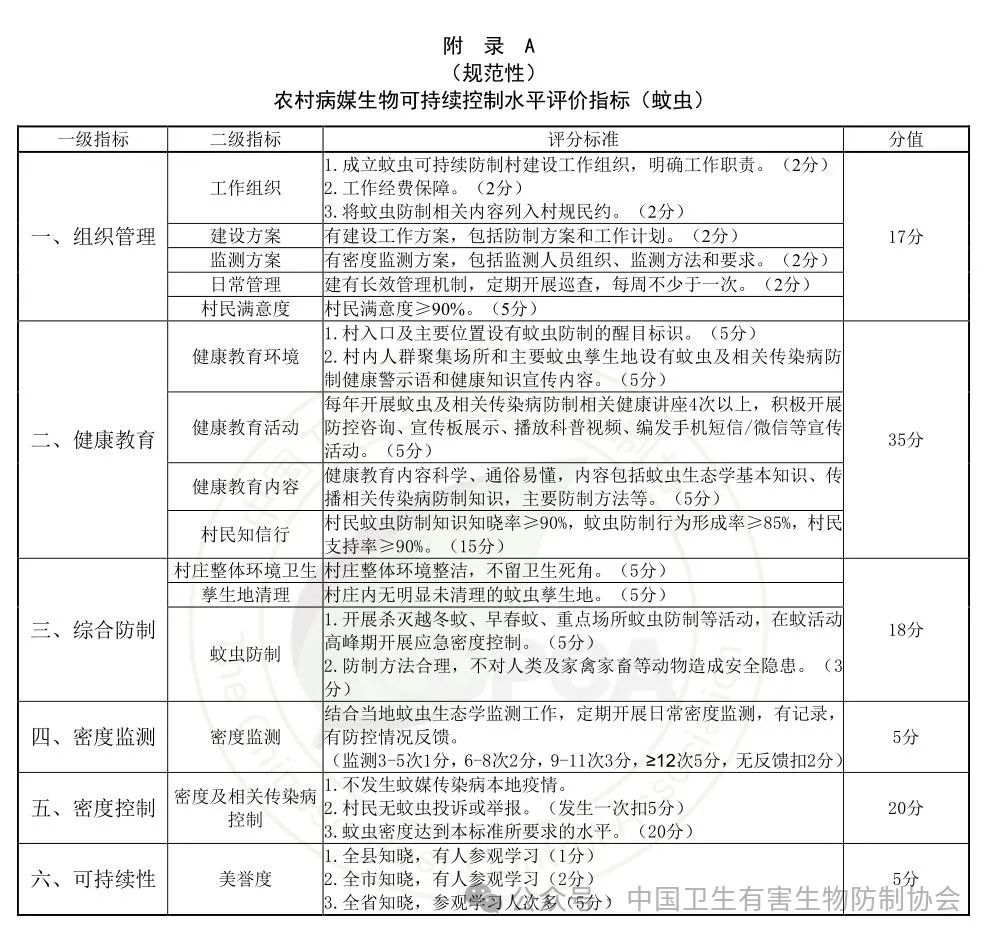 附 录 A
（规范性）
农村病媒生物可持续控制水平评价指标（蚊虫）
一级指标 二级指标 评分标准 分值
一、组织管理
工作组织
1.成立蚊虫可持续防制村建设工作组织，明确工作职责。（2分）
2.工作经费保障。（2分）
3.将蚊虫防制相关内容列入村规民约。（2分）
建设方案 有建设工作方案，包括防制方案和工作计划。（2分）
监测方案 有密度监测方案，包括监测人员组织、监测方法和要求。（2分）
日常管理 建有长效管理机制，定期开展巡查，每周不少于一次。（2分）
村民满意度 村民满意度≥90%。（5分）
17分
二、健康教育
健康教育环境
1.村入口及主要位置设有蚊虫防制的醒目标识。（5分）
2.村内人群聚集场所和主要蚊虫孳生地设有蚊虫及相关传染病防
制健康警示语和健康知识宣传内容。（5分）
健康教育活动
每年开展蚊虫及相关传染病防制相关健康讲座4次以上，积极开展
防控咨询、宣传板展示、播放科普视频、编发手机短信/微信等宣传
活动。（5分）
健康教育内容
健康教育内容科学、通俗易懂，内容包括蚊虫生态学基本知识、传
播相关传染病防制知识，主要防制方法等。（5分）
村民知信行
村民蚊虫防制知识知晓率≥90%，蚊虫防制行为形成率≥85%，村民
支持率≥90%。（15分）
35分
三、综合防制
村庄整体环境卫生 村庄整体环境整洁，不留卫生死角。（5分）
孳生地清理 村庄内无明显未清理的蚊虫孳生地。（5分）
蚊虫防制
1.开展杀灭越冬蚊、早春蚊、重点场所蚊虫防制等活动，在蚊活动
高峰期开展应急密度控制。（5分）
2.防制方法合理，不对人类及家禽家畜等动物造成安全隐患。（3
分）
18分
四、密度监测
密度监测
结合当地蚊虫生态学监测工作，定期开展日常密度监测，有记录，
有防控情况反馈。
（监测3-5次1分，6-8次2分，9-11次3分，≥12次5分，无反馈扣2分）
5分
五、密度控制
密度及相关传染病
控制
1.不发生蚊媒传染病本地疫情。
2.村民无蚊虫投诉或举报。（发生一次扣5分）
3.蚊虫密度达到本标准所要求的水平。（20分）
20分
六、可持续性
美誉度
1.全县知晓，有人参观学习（1分）
2.全市知晓，有人参观学习（2分）
3.全省知晓，参观学习人次多（5分）
5分
公众号 中国卫生有害生物防制协会